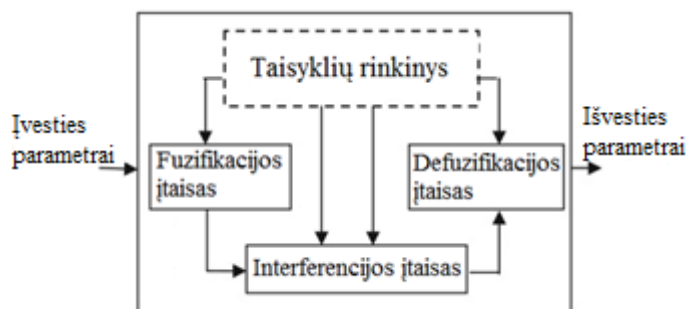 Taisyklių rinkinys
Įvesties
parametrai
Išvesties
parametrai
Fuzifikacijos
įtaisas
Defuzifikacijos
įtaisas
Interferencijos įtaisas